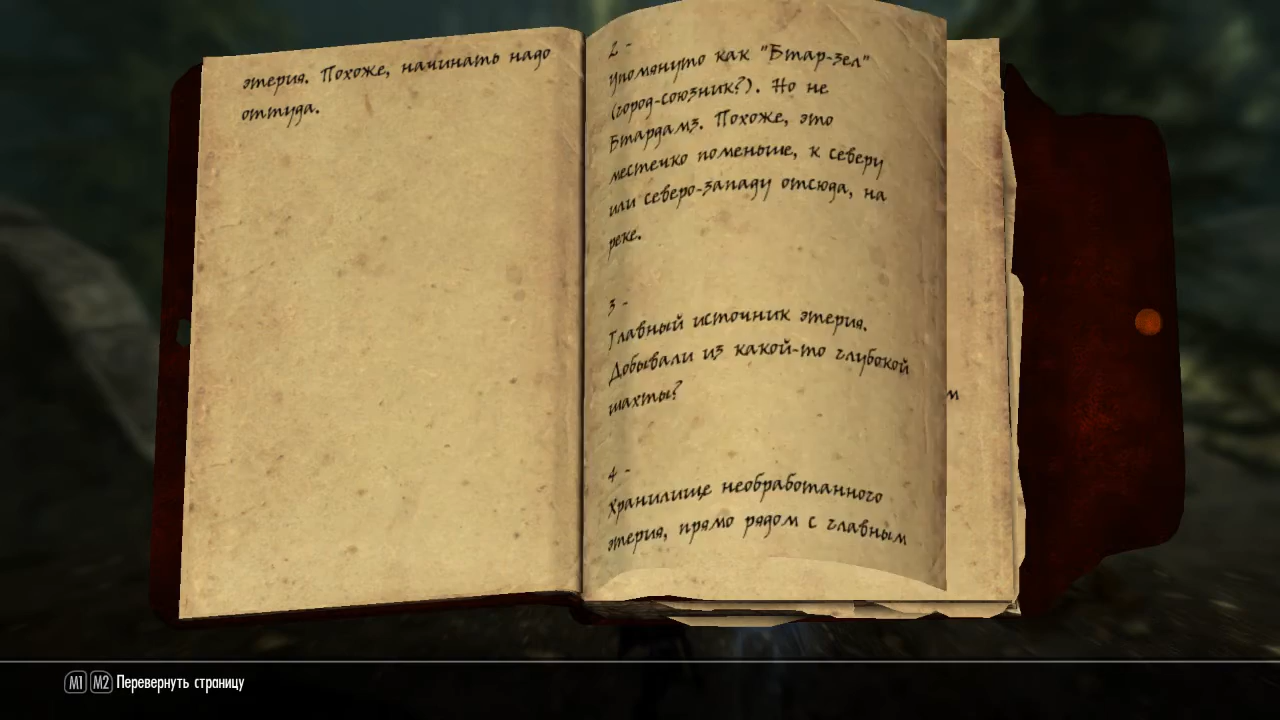 этерия. Похоже, начинать надо
оттуда.
2 -
упомянуто как "Бтар-зел"
(город-союзник?). Но не
Бтардамз. Похоже, это
местечко поменьше, к северу
или северо-западу отсюда, на
реке.
3 -
Главный источник этерия.
Добывали из какой-то глубокой
шахты?
м
4 -
Хранилище необработанного
этерия, прямо рядом с главным
M1 M2 Перевернуть страницу